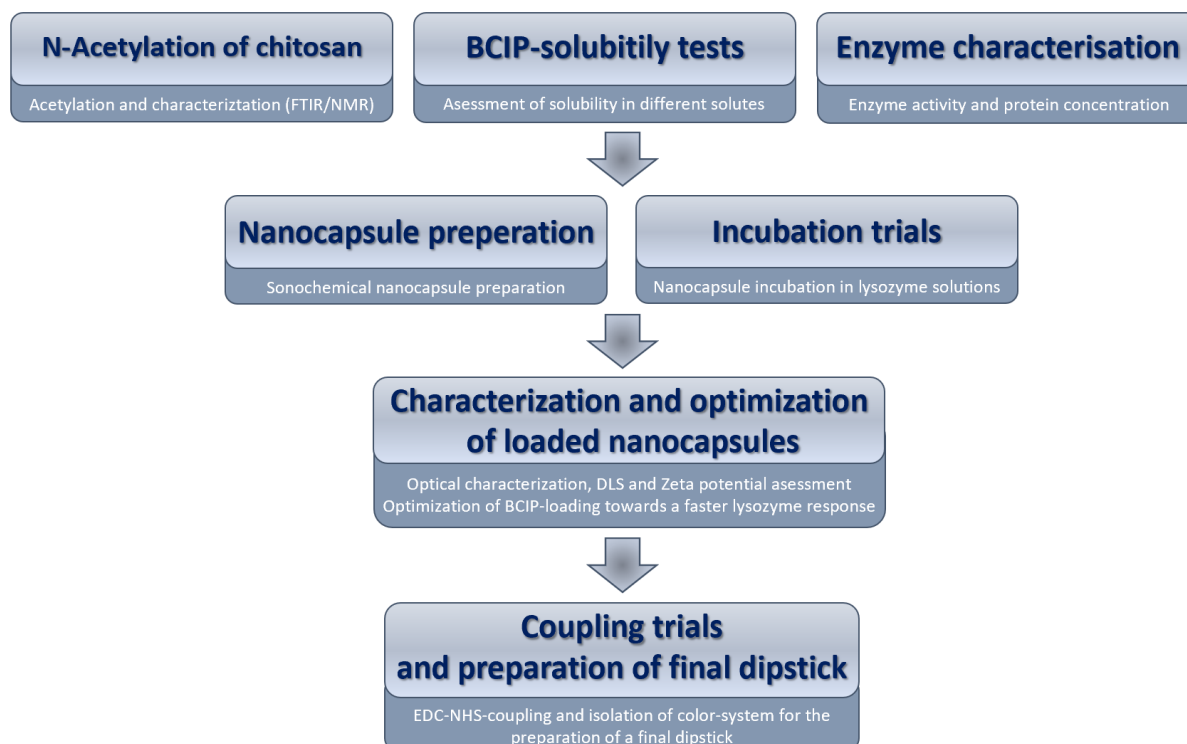 N-Acetylation of chitosan
Acetylation and characteriztation (FTIR/NMR)
BCIP-solubitily tests
Asessment of solubility in different solutes
Enzyme characterisation
Enzyme activity and protein concentration
Nanocapsule preperation
Sonochemical nanocapsule preparation
Incubation trials
Nanocapsule incubation in lysozyme solutions
Characterization and optimization
of loaded nanocapsules
Optical characterization, DLS and Zeta potential asessment
Optimization of BCIP-loading towards a faster lysozyme response
Coupling trials
and preparation of final dipstick
EDC-NHS-coupling and isolation of color-system for the
preparation of a final dipstick